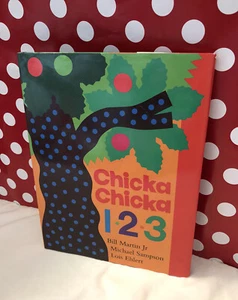 Chicka
Chicka
1·2·3
Bill Martin Jr
Michael Sampson
Lois Ehlert